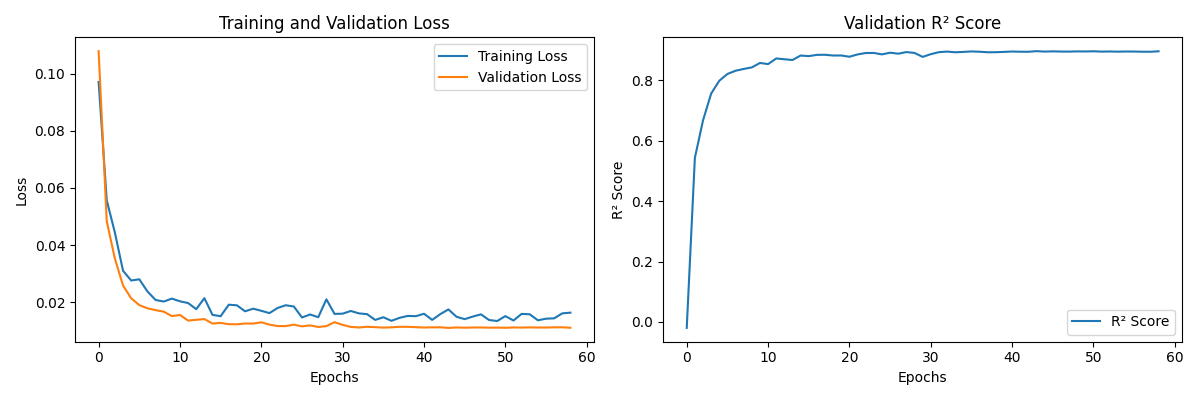 Training and Validation Loss
Training Loss
Validation Loss
Loss
0.10
0.08
0.06
0.04
0.02
0 10 20 30 40 50 60
Epochs
Validation R² Score
R² Score
0.8
0.6
0.4
0.2
0.0
R² Score
0 10 20 30 40 50 60
Epochs